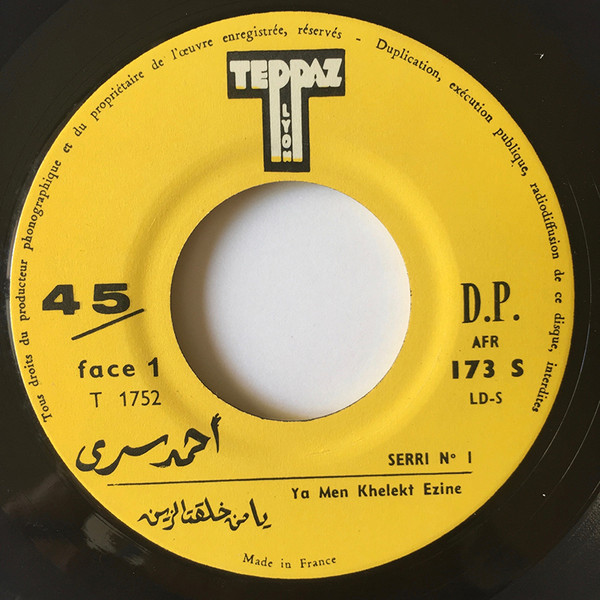 Tous droits du producteur phonographique et du propriétaire de l'œuvre enregistrée, réservés - Duplication, exécution publique, radiodiffusion de ce disque, interdites
TEPPAZ
LYON
45
D.P.
AFR
face 1
173 S
T 1752
LD-S
أحمد سرى
SERRI N° 1
Ya Men Khelekt Ezine
يا من خلقت الزين
Made in France